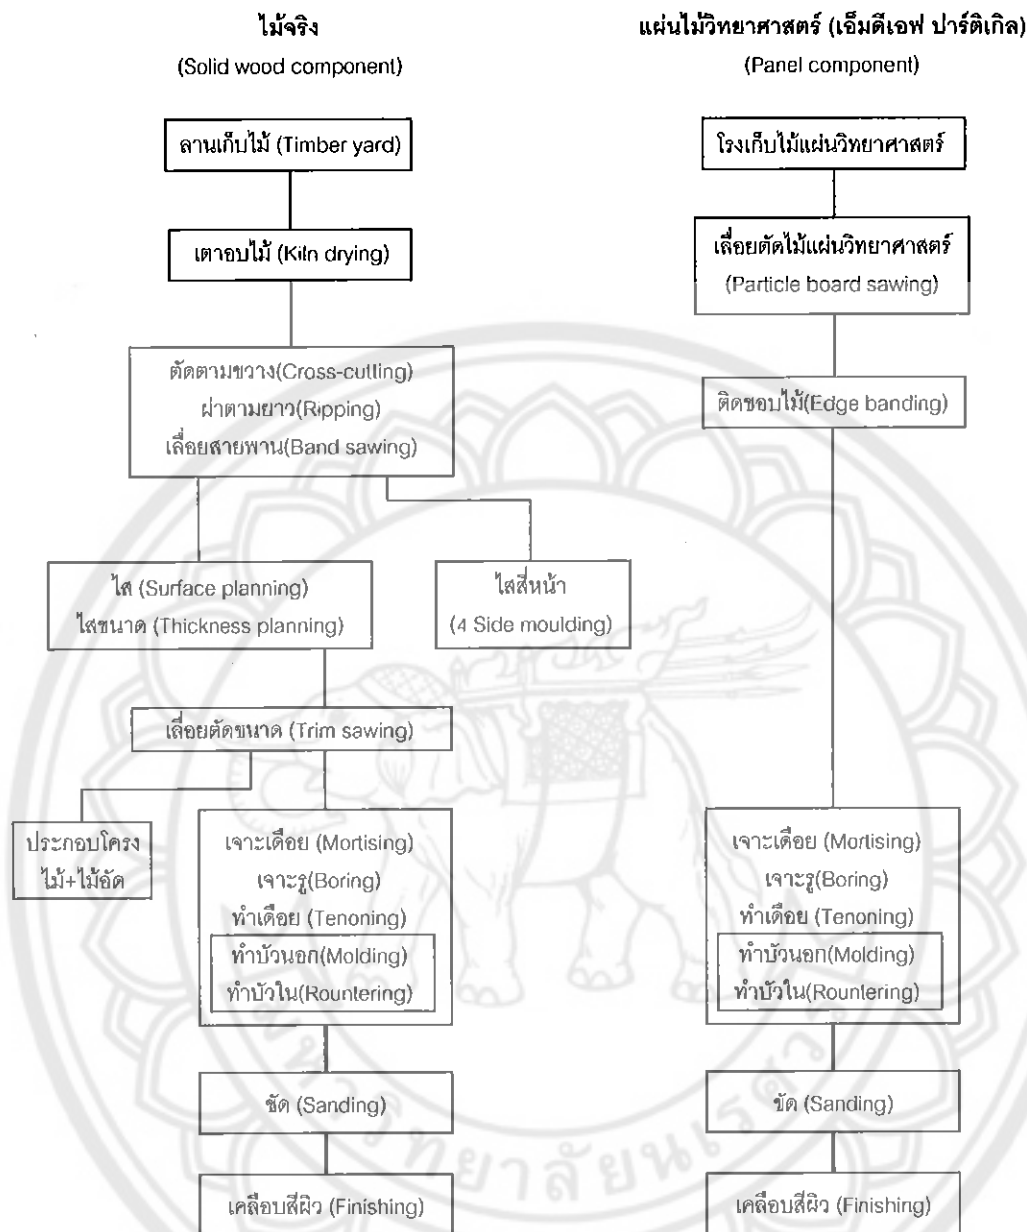 ไม้จริง
(Solid wood component)
ลานเก็บไม้ (Timber yard)
เตาอบไม้ (Kiln drying)
ตัดตามขวาง(Cross-cutting)
ผ่าตามยาว(Ripping)
เลื่อยสายพาน(Band sawing)
ไส (Surface planning)
ไสขนาด (Thickness planning)
ไสสี่หน้า
(4 Side moulding)
เลื่อยตัดขนาด (Trim sawing)
ประกอบโครง
ไม้+ไม้อัด
เจาะเดือย (Mortising)
เจาะรู(Boring)
ทำเดือย (Tenoning)
ทำบัวนอก(Molding)
ทำบัวใน(Rountering)
ขัด (Sanding)
เคลือบสีผิว (Finishing)
แผ่นไม้วิทยาศาสตร์ (เอ็มดีเอฟ ปาร์ติเกิล)
(Panel component)
โรงเก็บไม้แผ่นวิทยาศาสตร์
เลื่อยตัดไม้แผ่นวิทยาศาสตร์
(Particle board sawing)
ติดขอบไม้(Edge banding)
เจาะเดือย (Mortising)
เจาะรู(Boring)
ทำเดือย (Tenoning)
ทำบัวนอก(Molding)
ทำบัวใน(Rountering)
ขัด (Sanding)
เคลือบสีผิว (Finishing)